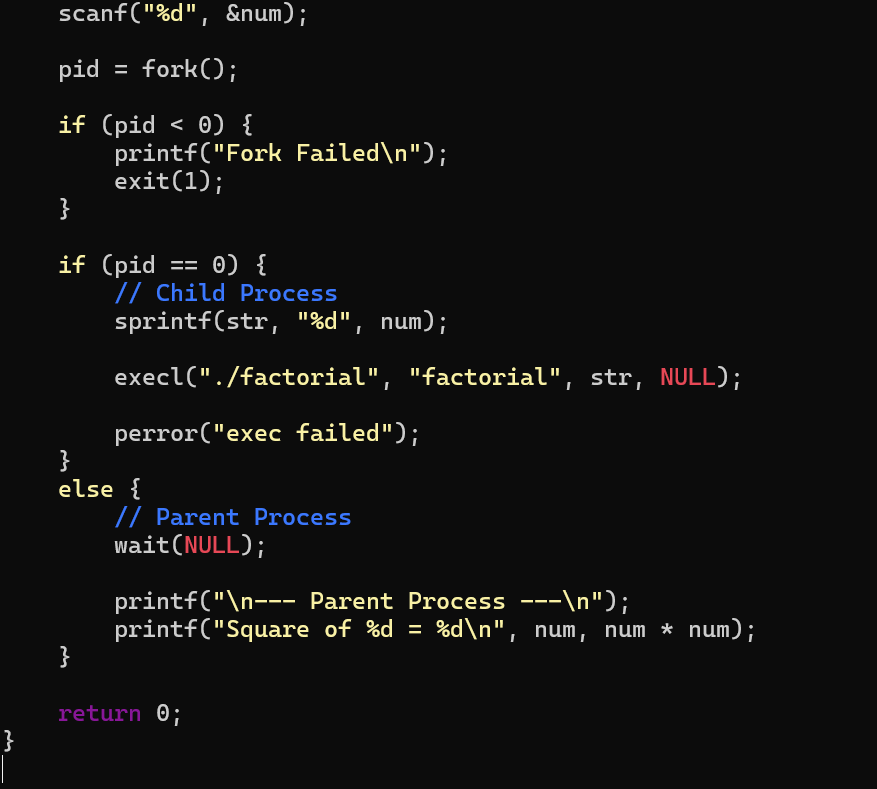 scanf("%d", &num);
pid = fork();
if (pid < 0) {
printf("Fork Failed\n");
exit(1);
}
if (pid == 0) {
// Child Process
sprintf(str, "%d", num);
execl("./factorial", "factorial", str, NULL);
perror("exec failed");
}
else {
// Parent Process
wait(NULL);
printf("\n--- Parent Process ---\n");
printf("Square of %d = %d\n", num, num * num);
}
return 0;
}